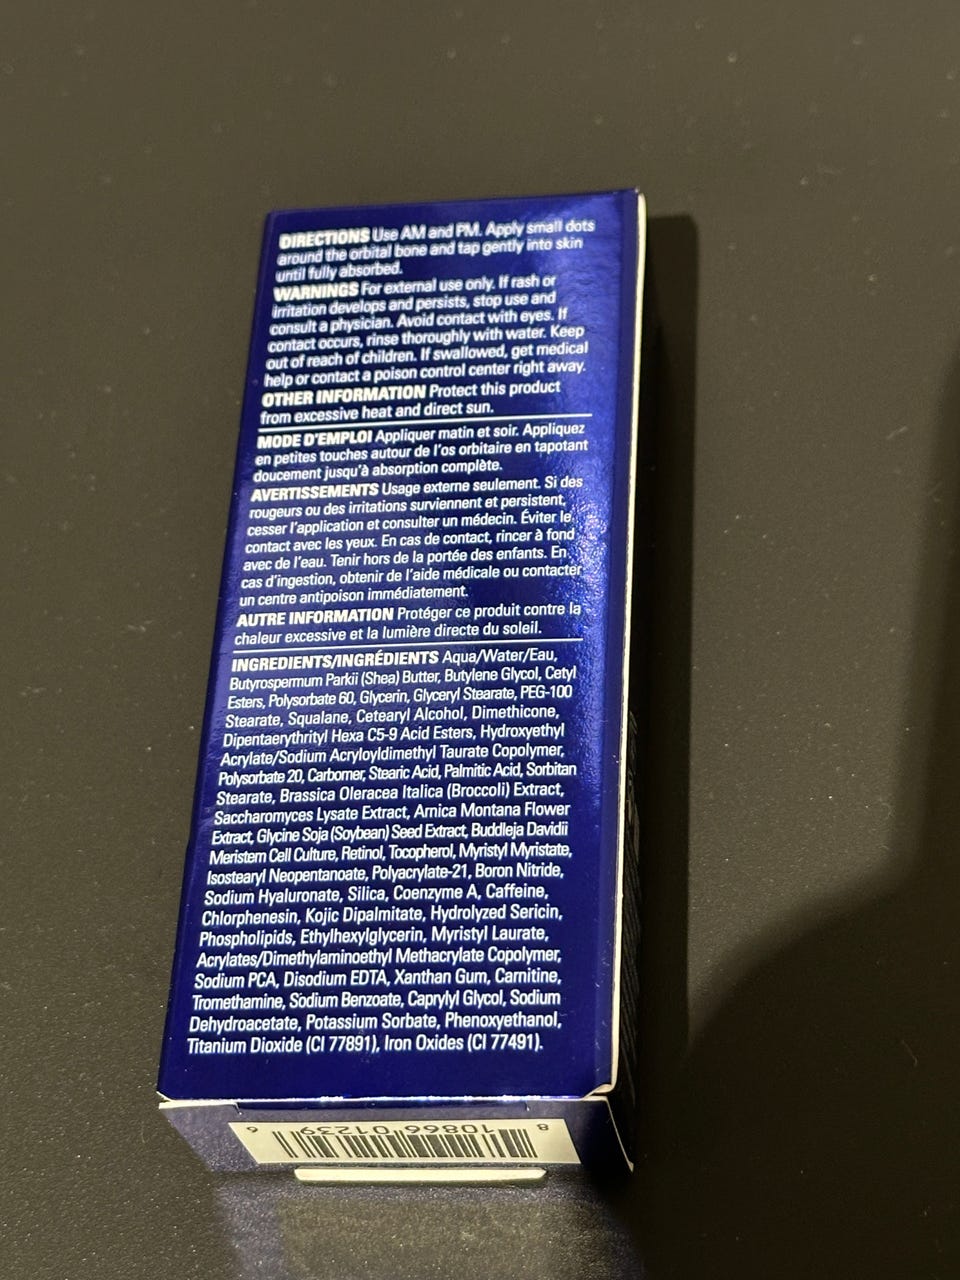 DIRECTIONS Use AM and PM. Apply small dots
around the orbital bone and tap gently into skin
until fully absorbed.
WARNINGS For external use only. If rash or
irritation develops and persists, stop use and
consult a physician. Avoid contact with eyes. If
contact occurs, rinse thoroughly with water. Keep
out of reach of children. If swallowed, get medical
help or contact a poison control center right away.
OTHER INFORMATION Protect this product
from excessive heat and direct sun.
MODE D'EMPLOI Appliquer matin et soir. Appliquez
en petites touches autour de l'os orbitaire en tapotant
doucement jusqu'à absorption complète.
AVERTISSEMENTS Usage externe seulement. Si des
rougeurs ou des irritations surviennent et persistent,
cesser l'application et consulter un médecin. Éviter le
contact avec les yeux. En cas de contact, rincer à fond
avec de l'eau. Tenir hors de la portée des enfants. En
cas d'ingestion, obtenir de l'aide médicale ou contacter
un centre antipoison immédiatement.
AUTRE INFORMATION Protéger ce produit contre la
chaleur excessive et la lumière directe du soleil.
INGREDIENTS/INGRÉDIENTS Aqua/Water/Eau,
Butyrospermum Parkii (Shea) Butter, Butylene Glycol, Cetyl
Esters, Polysorbate 60, Glycerin, Glyceryl Stearate, PEG-100
Stearate, Squalane, Cetearyl Alcohol, Dimethicone,
Dipentaerythrityl Hexa C5-9 Acid Esters, Hydroxyethyl
Acrylate/Sodium Acryloyldimethyl Taurate Copolymer,
Polysorbate 20, Carbomer, Stearic Acid, Palmitic Acid, Sorbitan
Stearate, Brassica Oleracea Italica (Broccoli) Extract,
Saccharomyces Lysate Extract, Arnica Montana Flower
Extract, Glycine Soja (Soybean) Seed Extract, Buddleja Davidii
Meristem Cell Culture, Retinol, Tocopherol, Myristyl Myristate,
Isostearyl Neopentanoate, Polyacrylate-21, Boron Nitride,
Sodium Hyaluronate, Silica, Coenzyme A, Caffeine,
Chlorphenesin, Kojic Dipalmitate, Hydrolyzed Sericin,
Phospholipids, Ethylhexylglycerin, Myristyl Laurate,
Acrylates/Dimethylaminoethyl Methacrylate Copolymer,
Sodium PCA, Disodium EDTA, Xanthan Gum, Carnitine,
Tromethamine, Sodium Benzoate, Caprylyl Glycol, Sodium
Dehydroacetate, Potassium Sorbate, Phenoxyethanol,
Titanium Dioxide (CI 77891), Iron Oxides (CI 77491).
8 10866 01239 6